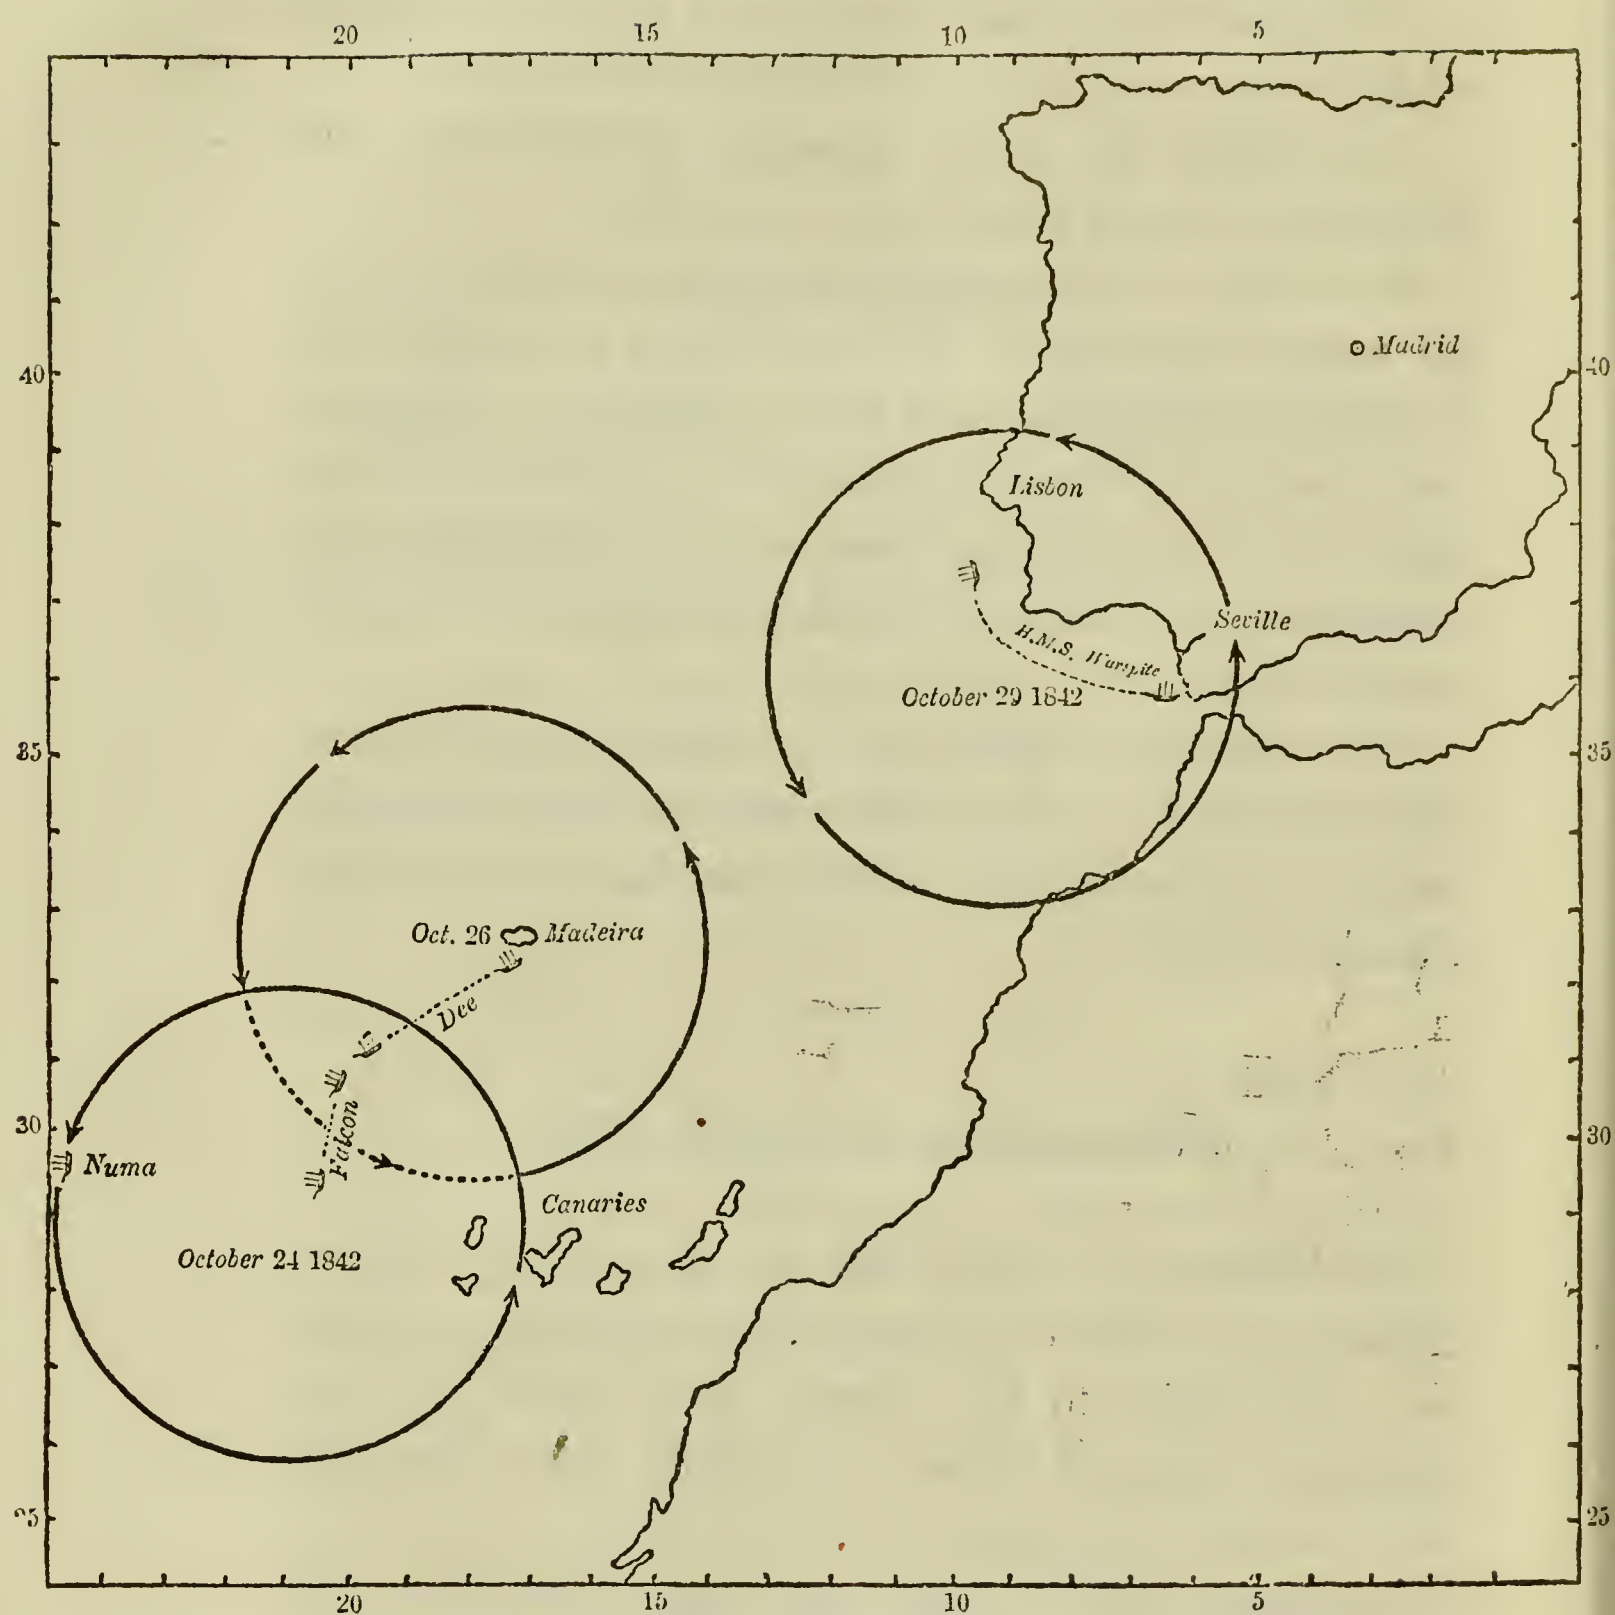 20 15 10 5
Madrid
40 40
Lisbon
Seville
H.M.S. Warspite
October 29 1842
35 35
Oct. 26 Madeira
Dee
Falcon
30 30
Numa
Canaries
October 24 1842
25
20 15 10 5